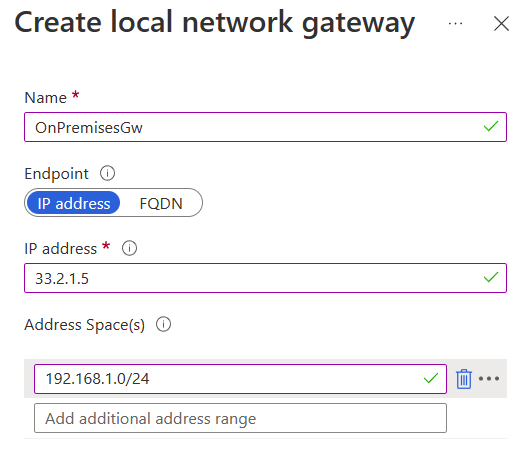 Create local network gateway ...
Name *
OnPremisesGw
Endpoint
IP address FQDN
IP address *
33.2.1.5
Address Space(s)
192.168.1.0/24
Add additional address range